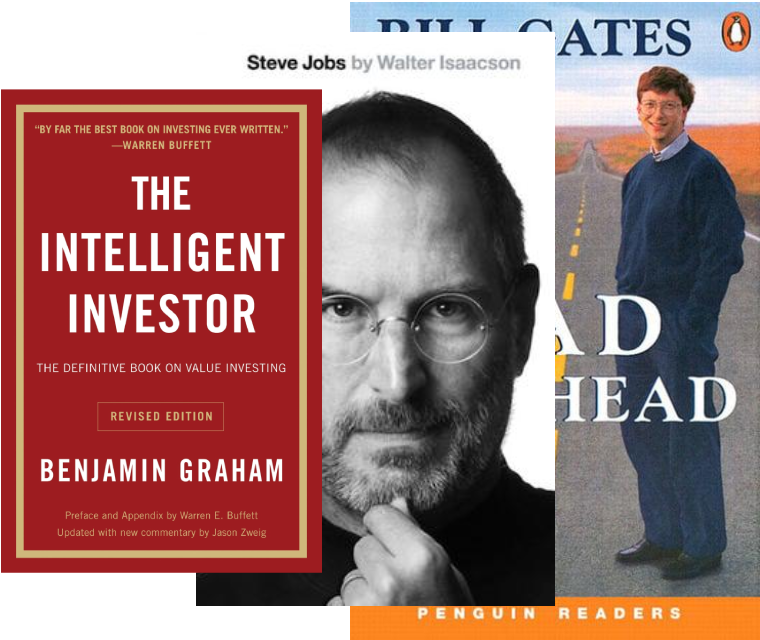 “BY FAR THE BEST BOOK ON INVESTING EVER WRITTEN.”
—WARREN BUFFETT
THE
INTELLIGENT
INVESTOR
THE DEFINITIVE BOOK ON VALUE INVESTING
REVISED EDITION
BENJAMIN GRAHAM
Preface and Appendix by Warren E. Buffett
Updated with new commentary by Jason Zweig
Steve Jobs by Walter Isaacson
BILL GATES
AD
HEAD
PENGUIN READERS